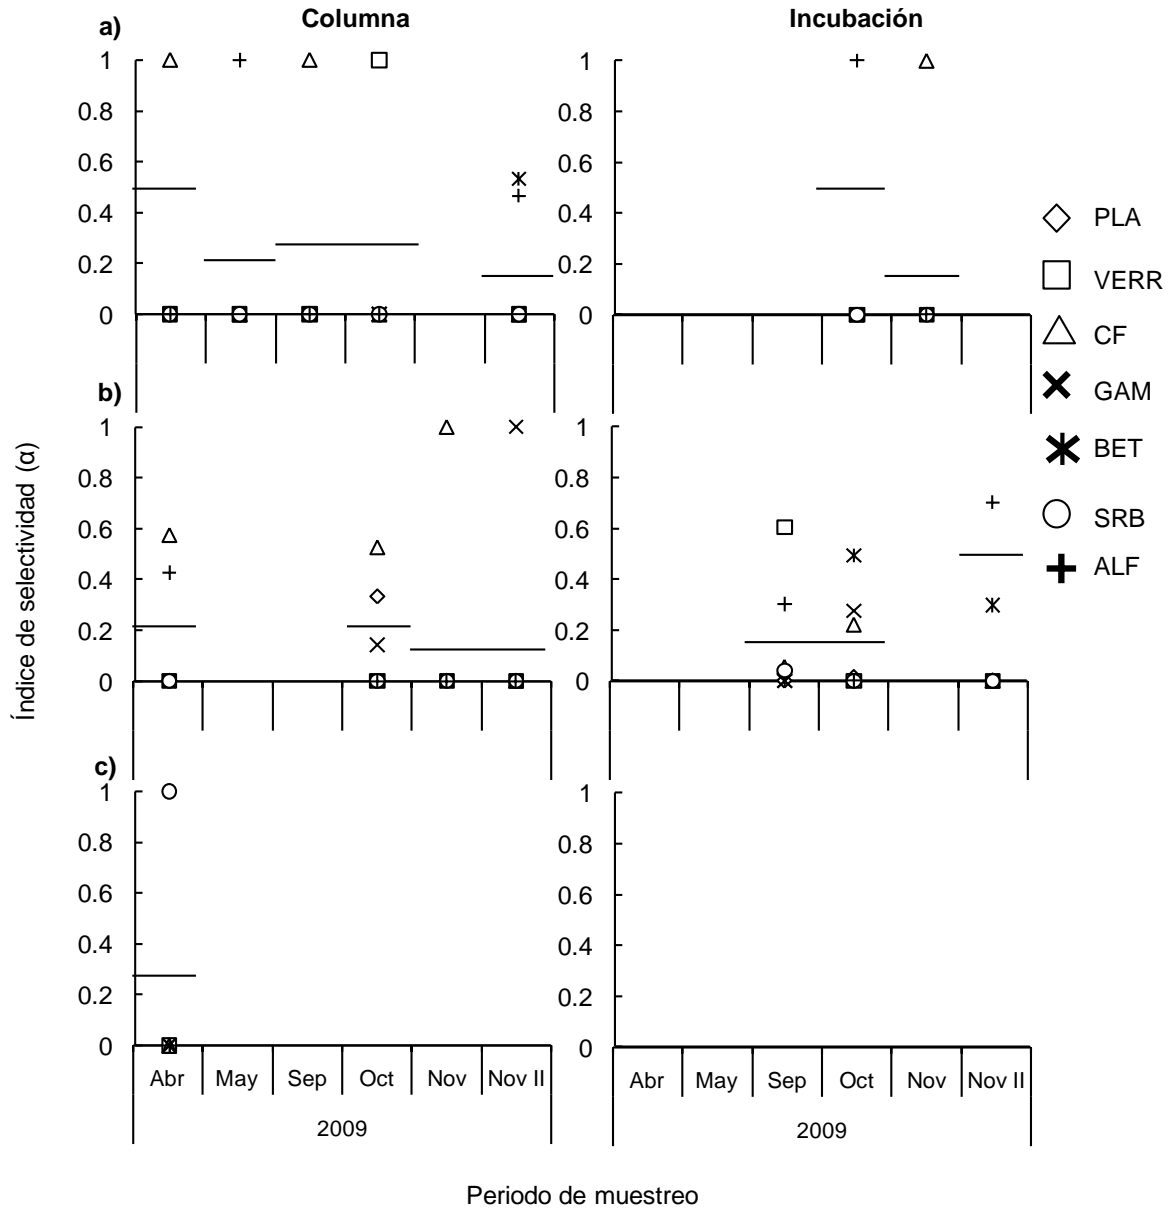 Columna
Incubación
a)
1
0.8
0.6
0.4
0.2
0
1
0.8
0.6
0.4
0.2
0
b)
1
0.8
0.6
0.4
0.2
0
1
0.8
0.6
0.4
0.2
0
c)
1
0.8
0.6
0.4
0.2
0
1
0.8
0.6
0.4
0.2
0
Abr May Sep Oct Nov Nov II
2009
Abr May Sep Oct Nov Nov II
2009
Índice de selectividad (α)
Periodo de muestreo
PLA
VERR
CF
GAM
BET
SRB
ALF